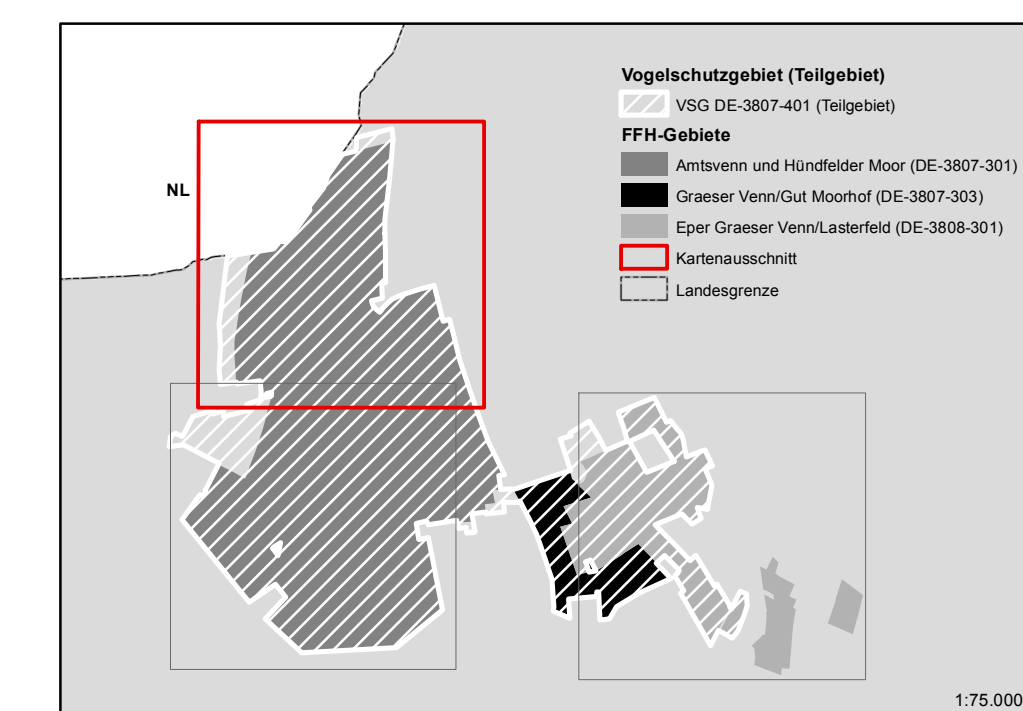 Vogelschutzgebiet (Teilgebiet)
VSG DE-3807-401 (Teilgebiet)
FFH-Gebiete
Amtsvenn und Hündfelder Moor (DE-3807-301)
Graeser Venn/Gut Moorhof (DE-3807-303)
Eper Graeser Venn/Lasterfeld (DE-3808-301)
Kartenausschnitt
Landesgrenze
NL
1:75.000